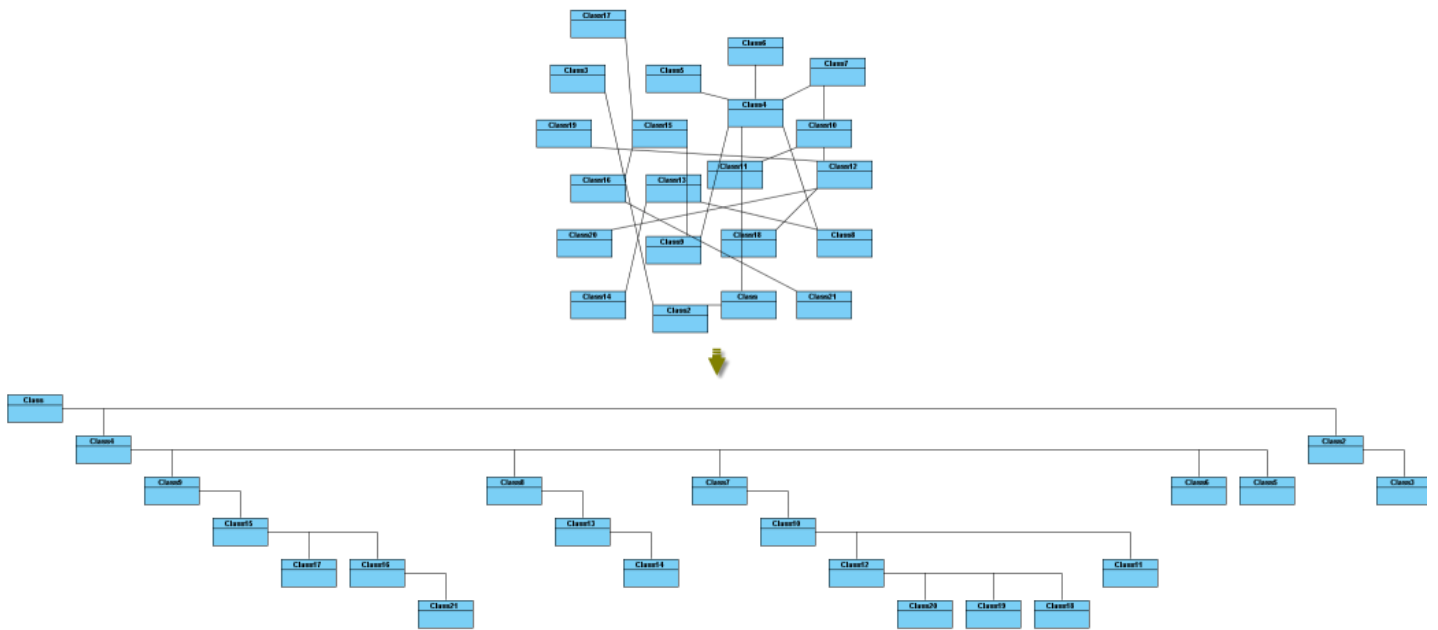 Class17
Class6
Class7
Class3
Class5
Class4
Class19
Class15
Class10
Class11
Class12
Class16
Class13
Class20
Class9
Class18
Class8
Class14
Class2
Class
Class21
Class
Class4
Class2
Class9
Class8
Class7
Class6
Class5
Class3
Class15
Class13
Class10
Class17
Class16
Class14
Class12
Class11
Class21
Class20
Class19
Class18